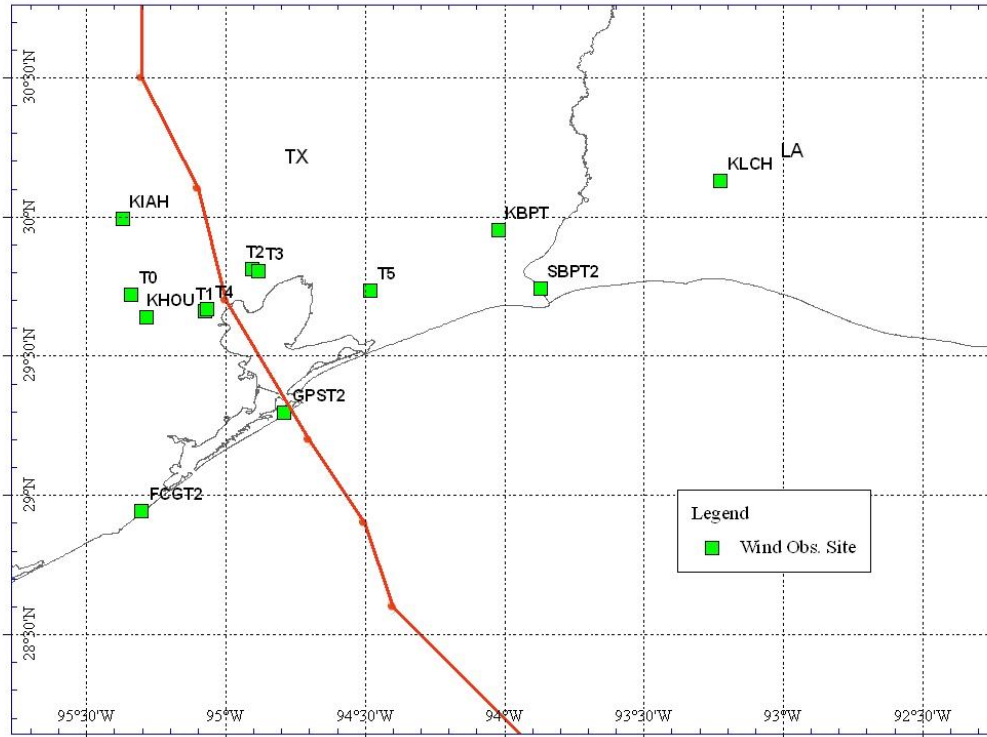 30°30'N
TX
LA
KLCH
KIAH
30°N
KBPT
T2 T3
T0
T5
SBPT2
KHOU T1 T4
29°30'N
GPST2
29°N
FCGT2
Legend
Wind Obs. Site
28°30'N
95°30'W 95°W 94°30'W 94°W 93°30'W 93°W 92°30'W